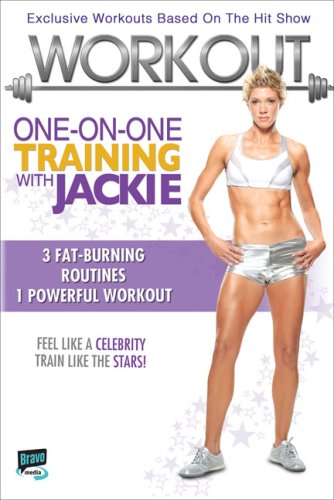 Exclusive Workouts Based On The Hit Show
WORKOUT
ONE-ON-ONE
TRAINING
WITH JACKIE
3 FAT-BURNING
ROUTINES
1 POWERFUL WORKOUT
FEEL LIKE A CELEBRITY
TRAIN LIKE THE STARS!
Bravo
media